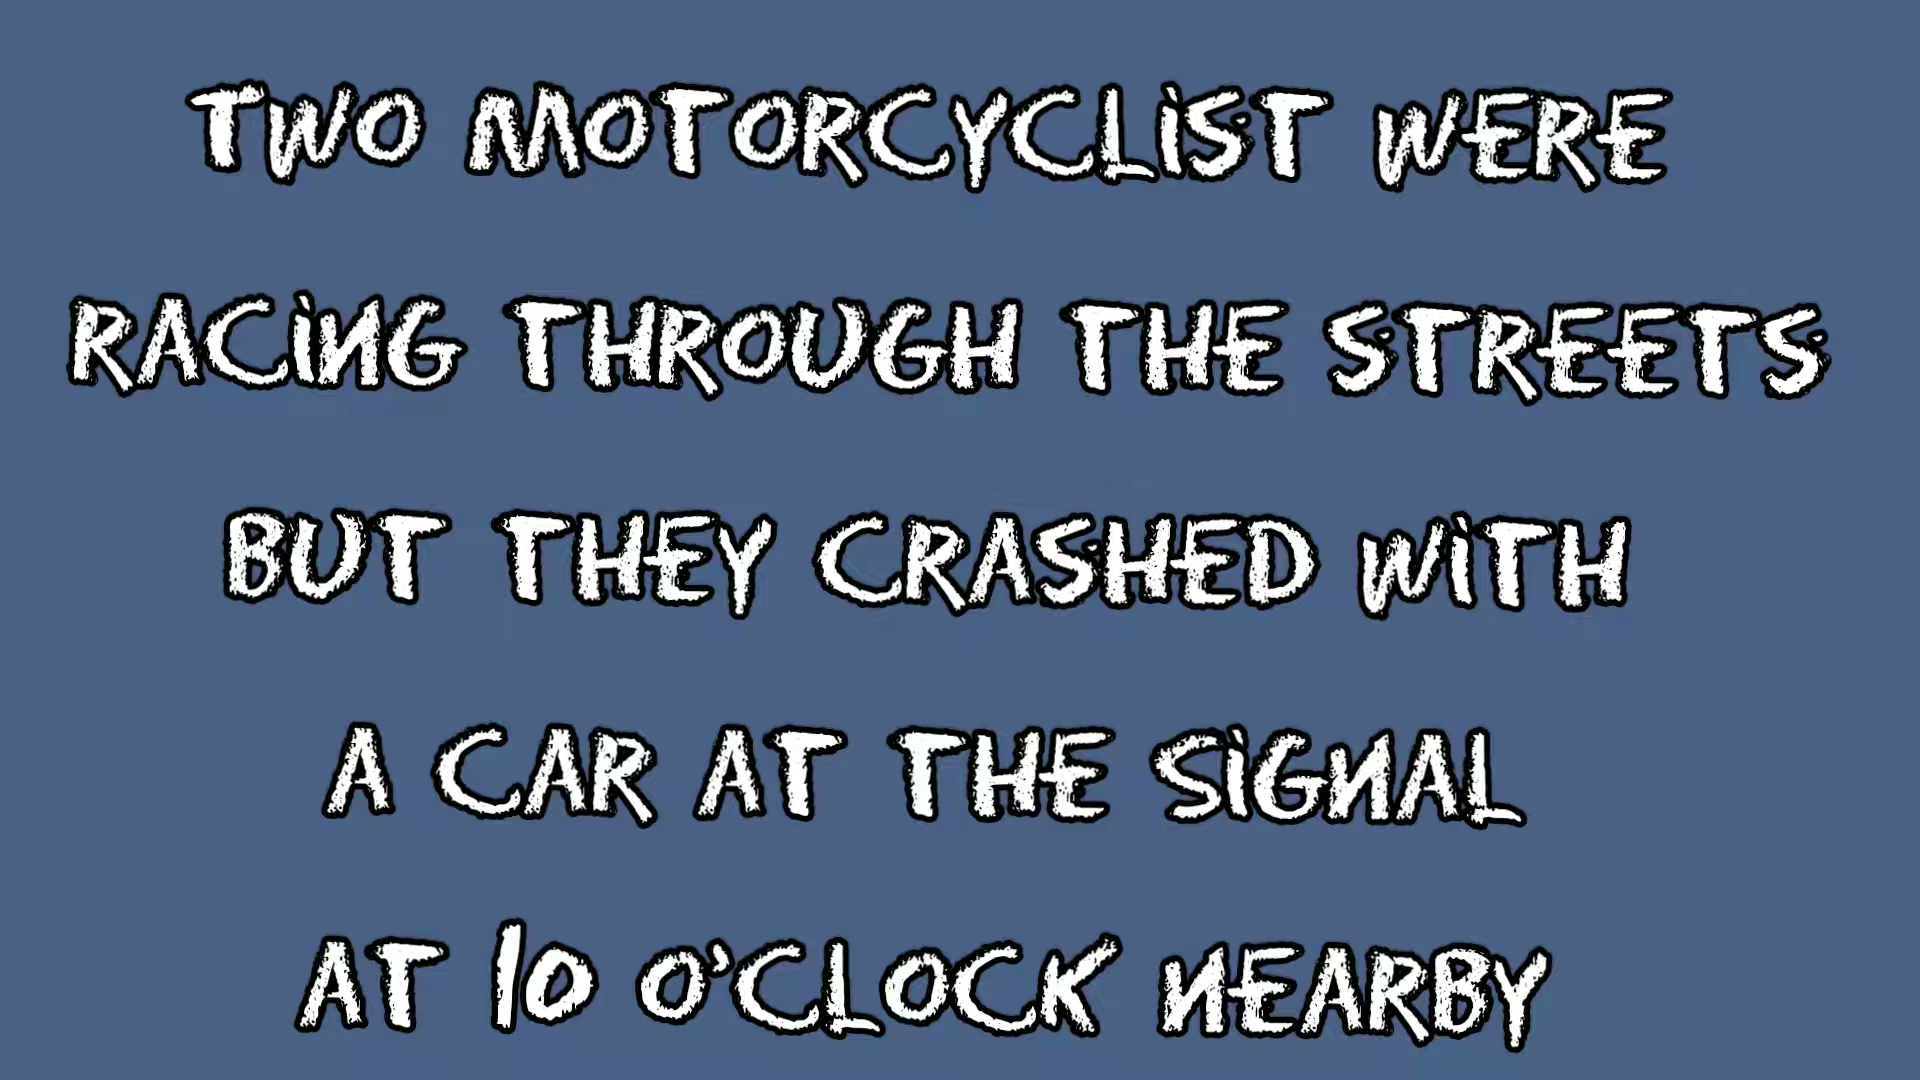 TWO MOTORCYCLIST WERE
RACING THROUGH THE STREETS
BUT THEY CRASHED WITH
A CAR AT THE SIGNAL
AT 10 O'CLOCK NEARBY